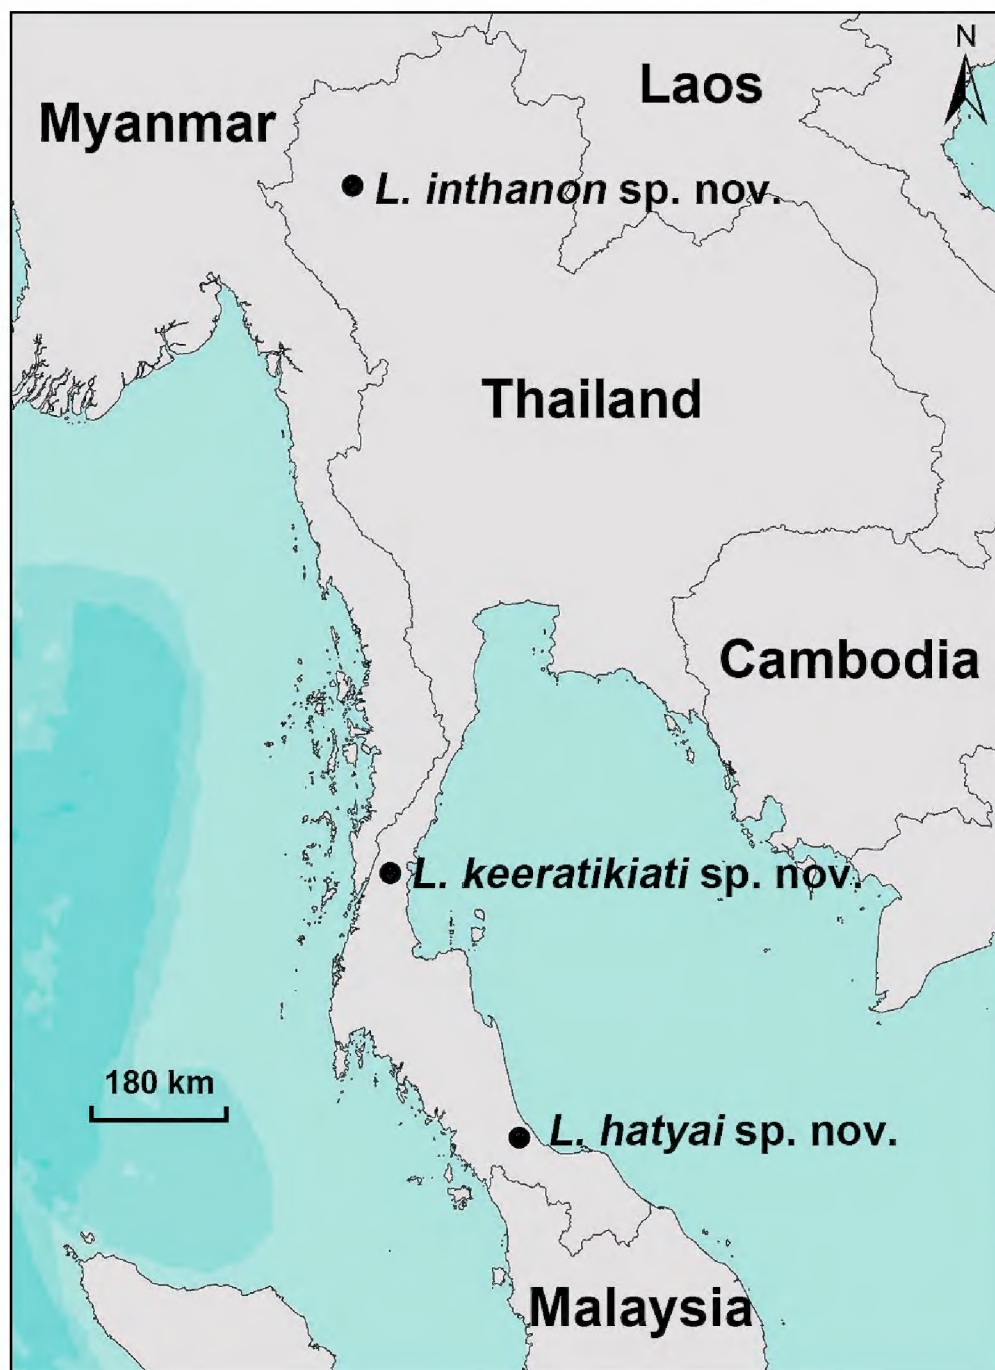 N
Laos
Myanmar
L. inthanon sp. nov.
Thailand
Cambodia
L. keeratikiati sp. nov.
180 km
L. hatyai sp. nov.
Malaysia